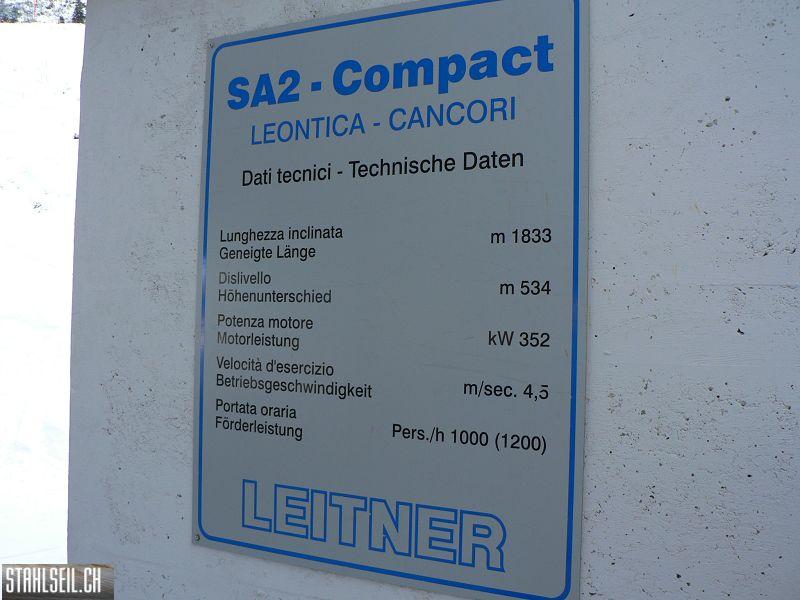 SA2 - Compact
LEONTICA - CANCORI
Dati tecnici - Technische Daten
Lunghezza inclinata
Geneigte Länge
m 1833
Dislivello
Höhenunterschied
m 534
Potenza motore
Motorleistung
kW 352
Velocità d'esercizio
Betriebsgeschwindigkeit
m/sec. 4,5
Portata oraria
Förderleistung
Pers./h 1000 (1200)
LEITNER
STAHLSEIL.CH